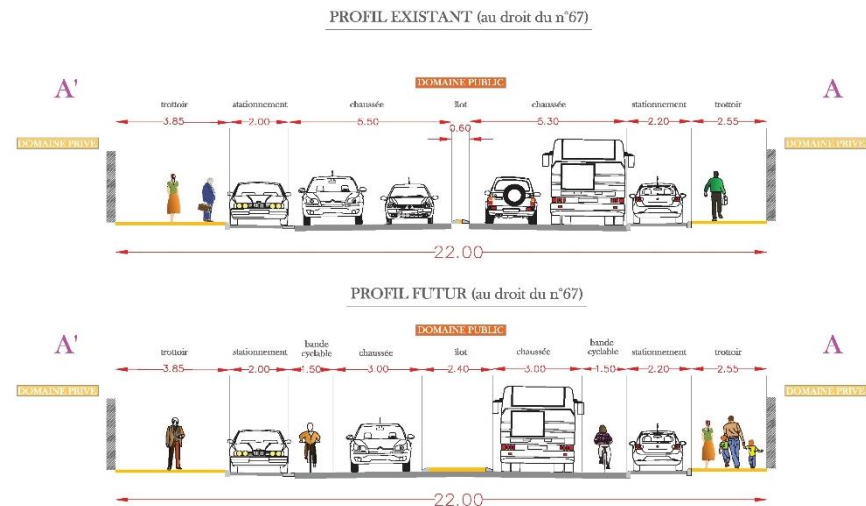 PROFIL EXISTANT (au droit du n°67)
A'
DOMAINE PUBLIC
A
trottoir stationnement chaussée îlot chaussée stationnement trottoir
3.85 2.00 5.50 0.60 5.30 2.20 2.55
DOMAINE PRIVE
DOMAINE PRIVE
22.00
PROFIL FUTUR (au droit du n°67)
A'
DOMAINE PUBLIC
A
trottoir stationnement bande cyclable chaussée îlot chaussée bande cyclable stationnement trottoir
3.85 2.00 1.50 3.00 2.40 3.00 1.50 2.20 2.55
DOMAINE PRIVE
DOMAINE PRIVE
22.00